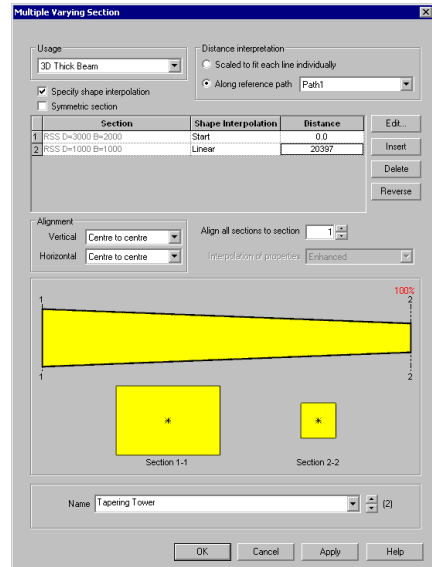 Multiple Varying Section
Usage
3D Thick Beam
Distance interpretation
Scaled to fit each line individually
Along reference path Path1
Specify shape interpolation
Symmetric section
Section Shape Interpolation Distance
1 RSS D=3000 B=2000 Start 0.0
2 RSS D=1000 B=1000 Linear 20397
Edit...
Insert
Delete
Reverse
Alignment
Vertical Centre to centre
Horizontal Centre to centre
Align all sections to section 1
Interpolation of properties Enhanced
100%
1 2
1 2
Section 1-1 Section 2-2
Name Tapering Tower (2)
OK Cancel Apply Help